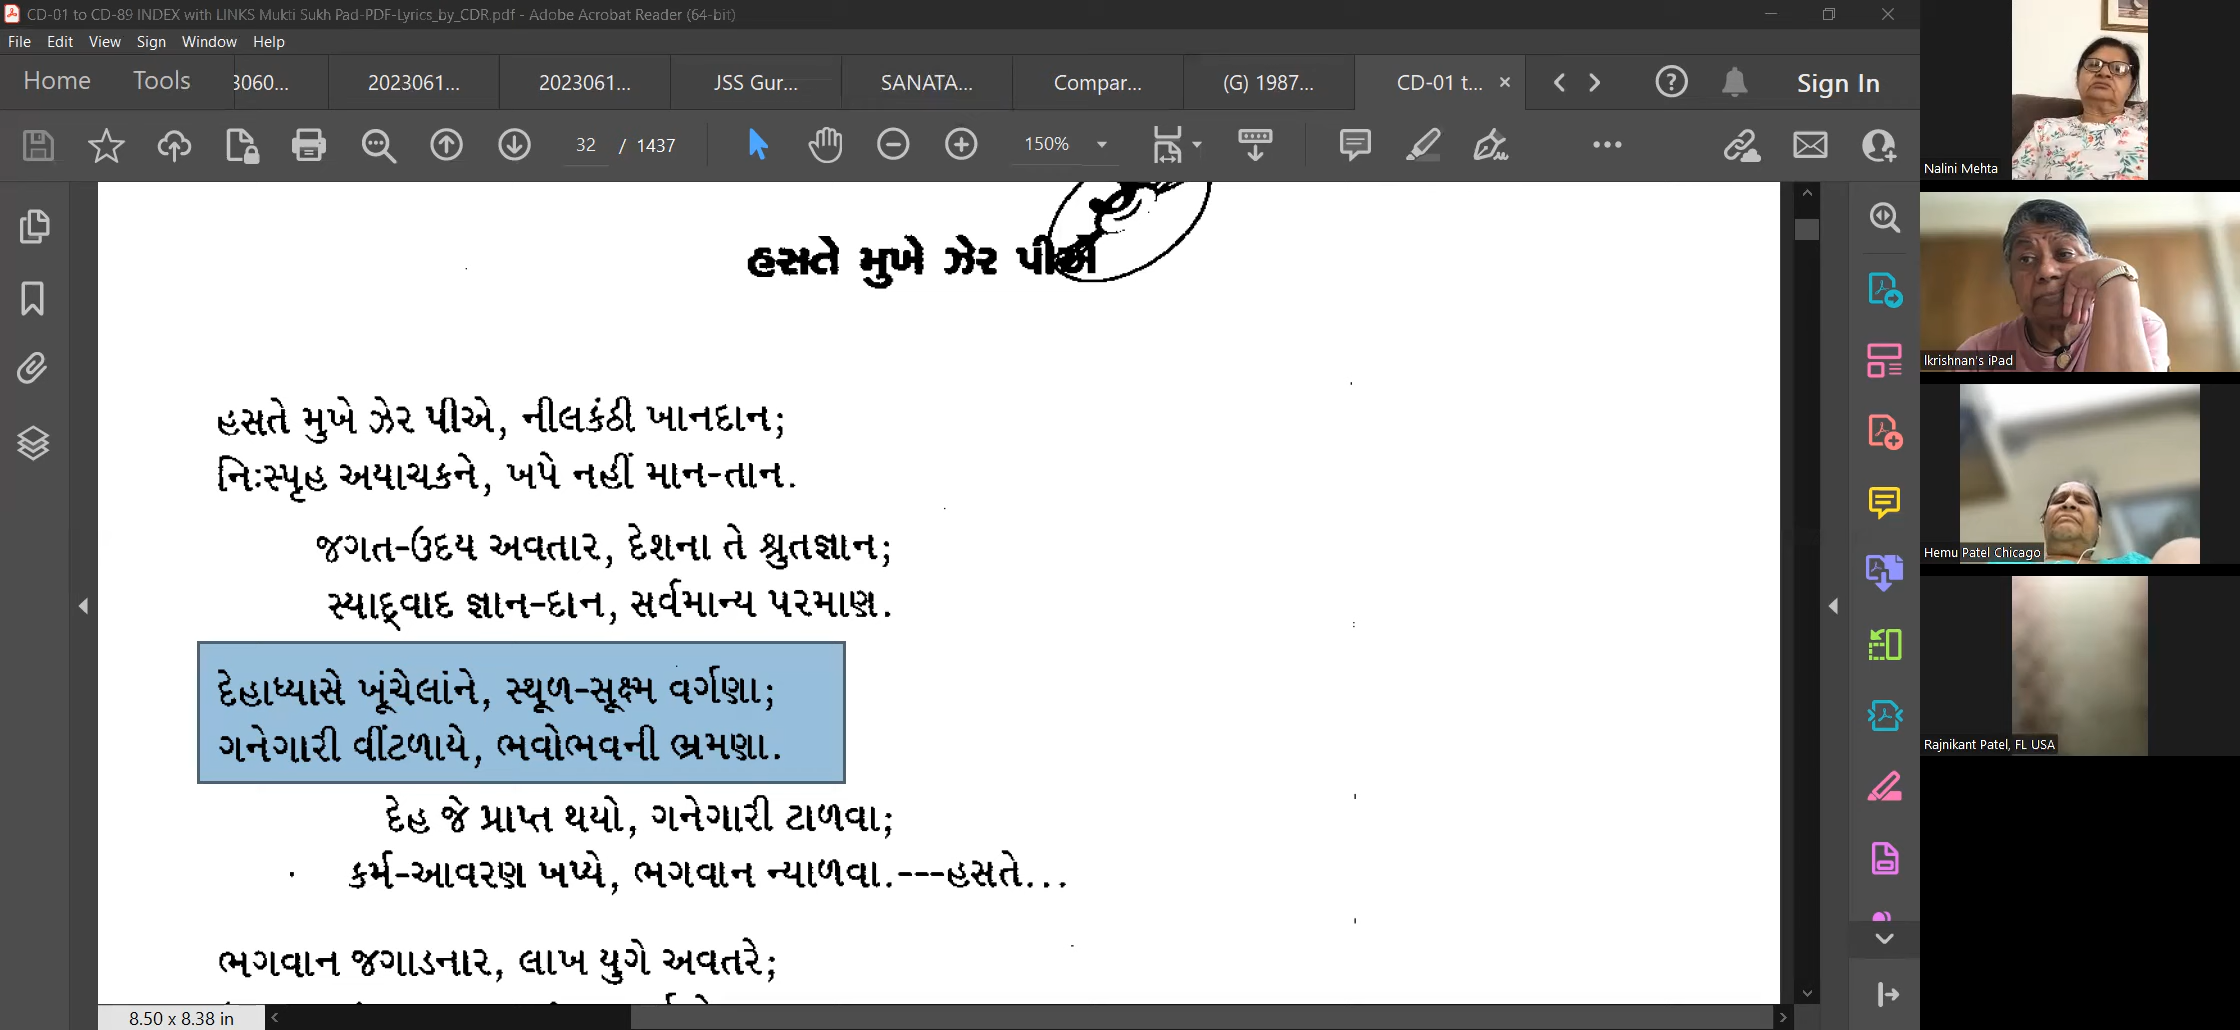 CD-01 to CD-89 INDEX with LINKS Mukti Sukh Pad-PDF-Lyrics_by_CDR.pdf - Adobe Acrobat Reader (64-bit)
File Edit View Sign Window Help
Home Tools 3060... 2023061... 2023061... JSS Gur... SANATA... Compar... (G) 1987... CD-01 t... Sign In
32 / 1437 150%
હસતે મુખે ઝેર પીએ
હસતે મુખે ઝેર પીએ, નીલકંઠી ખાનદાન;
નિઃસ્પૃહ અયાચકને, ખપે નહીં માન-તાન.
જગત-ઉદય અવતાર, દેશના તે શ્રુતજ્ઞાન;
સ્યાદ્વાદ જ્ઞાન-દાન, સર્વમાન્ય પરમાણ.
દેહાધ્યાસે ખૂંચેલાંને, સ્થૂળ-સૂક્ષ્મ વર્ગણા;
ગનેગારી વીંટળાયે, ભવોભવની ભ્રમણા.
દેહ જે પ્રાપ્ત થયો, ગનેગારી ટાળવા;
કર્મ-આવરણ ખપ્યે, ભગવાન ન્યાળવા.---હસતે...
ભગવાન જગાડનાર, લાખ યુગે અવતરે;
8.50 x 8.38 in
Nalini Mehta
lkrishnan's iPad
Hemu Patel Chicago
Rajnikant Patel, FL USA